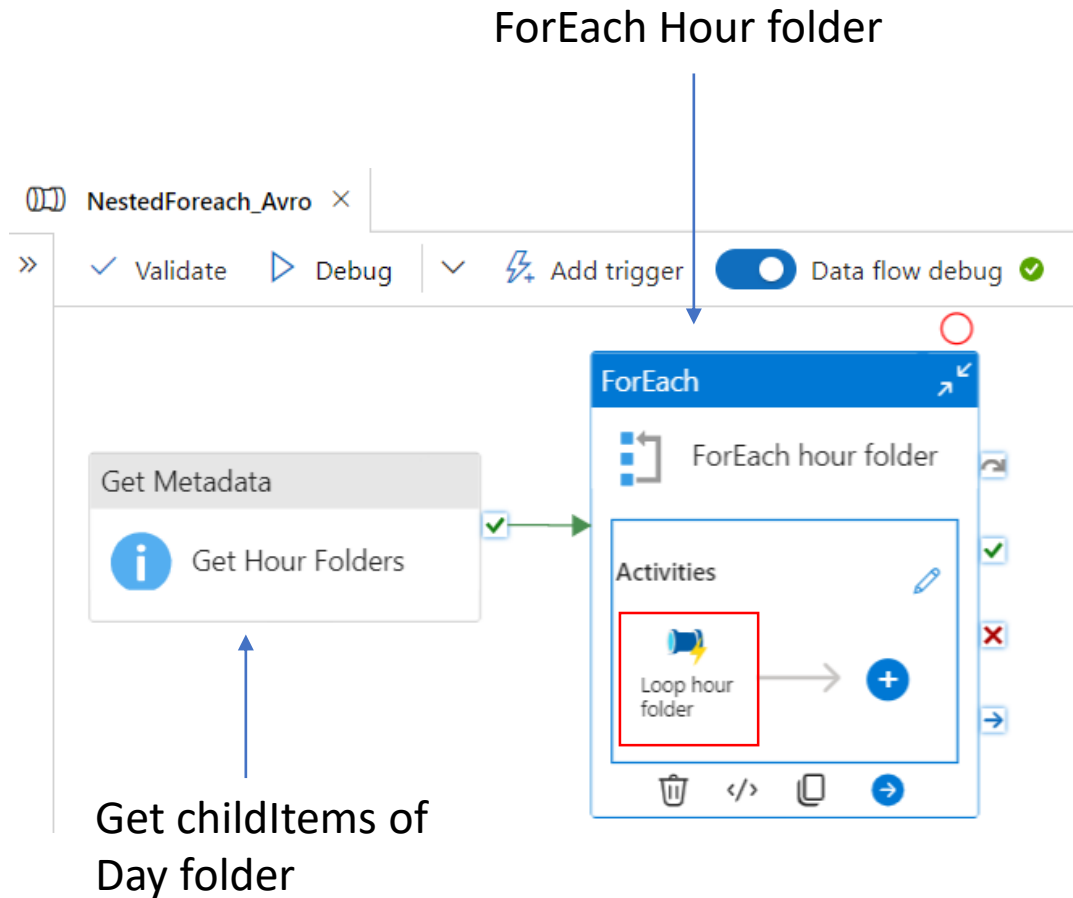 ForEach Hour folder
NestedForeach_Avro
Validate Debug Add trigger Data flow debug
ForEach
ForEach hour folder
Get Metadata
Get Hour Folders
Activities
Loop hour
folder
Get childItems of
Day folder